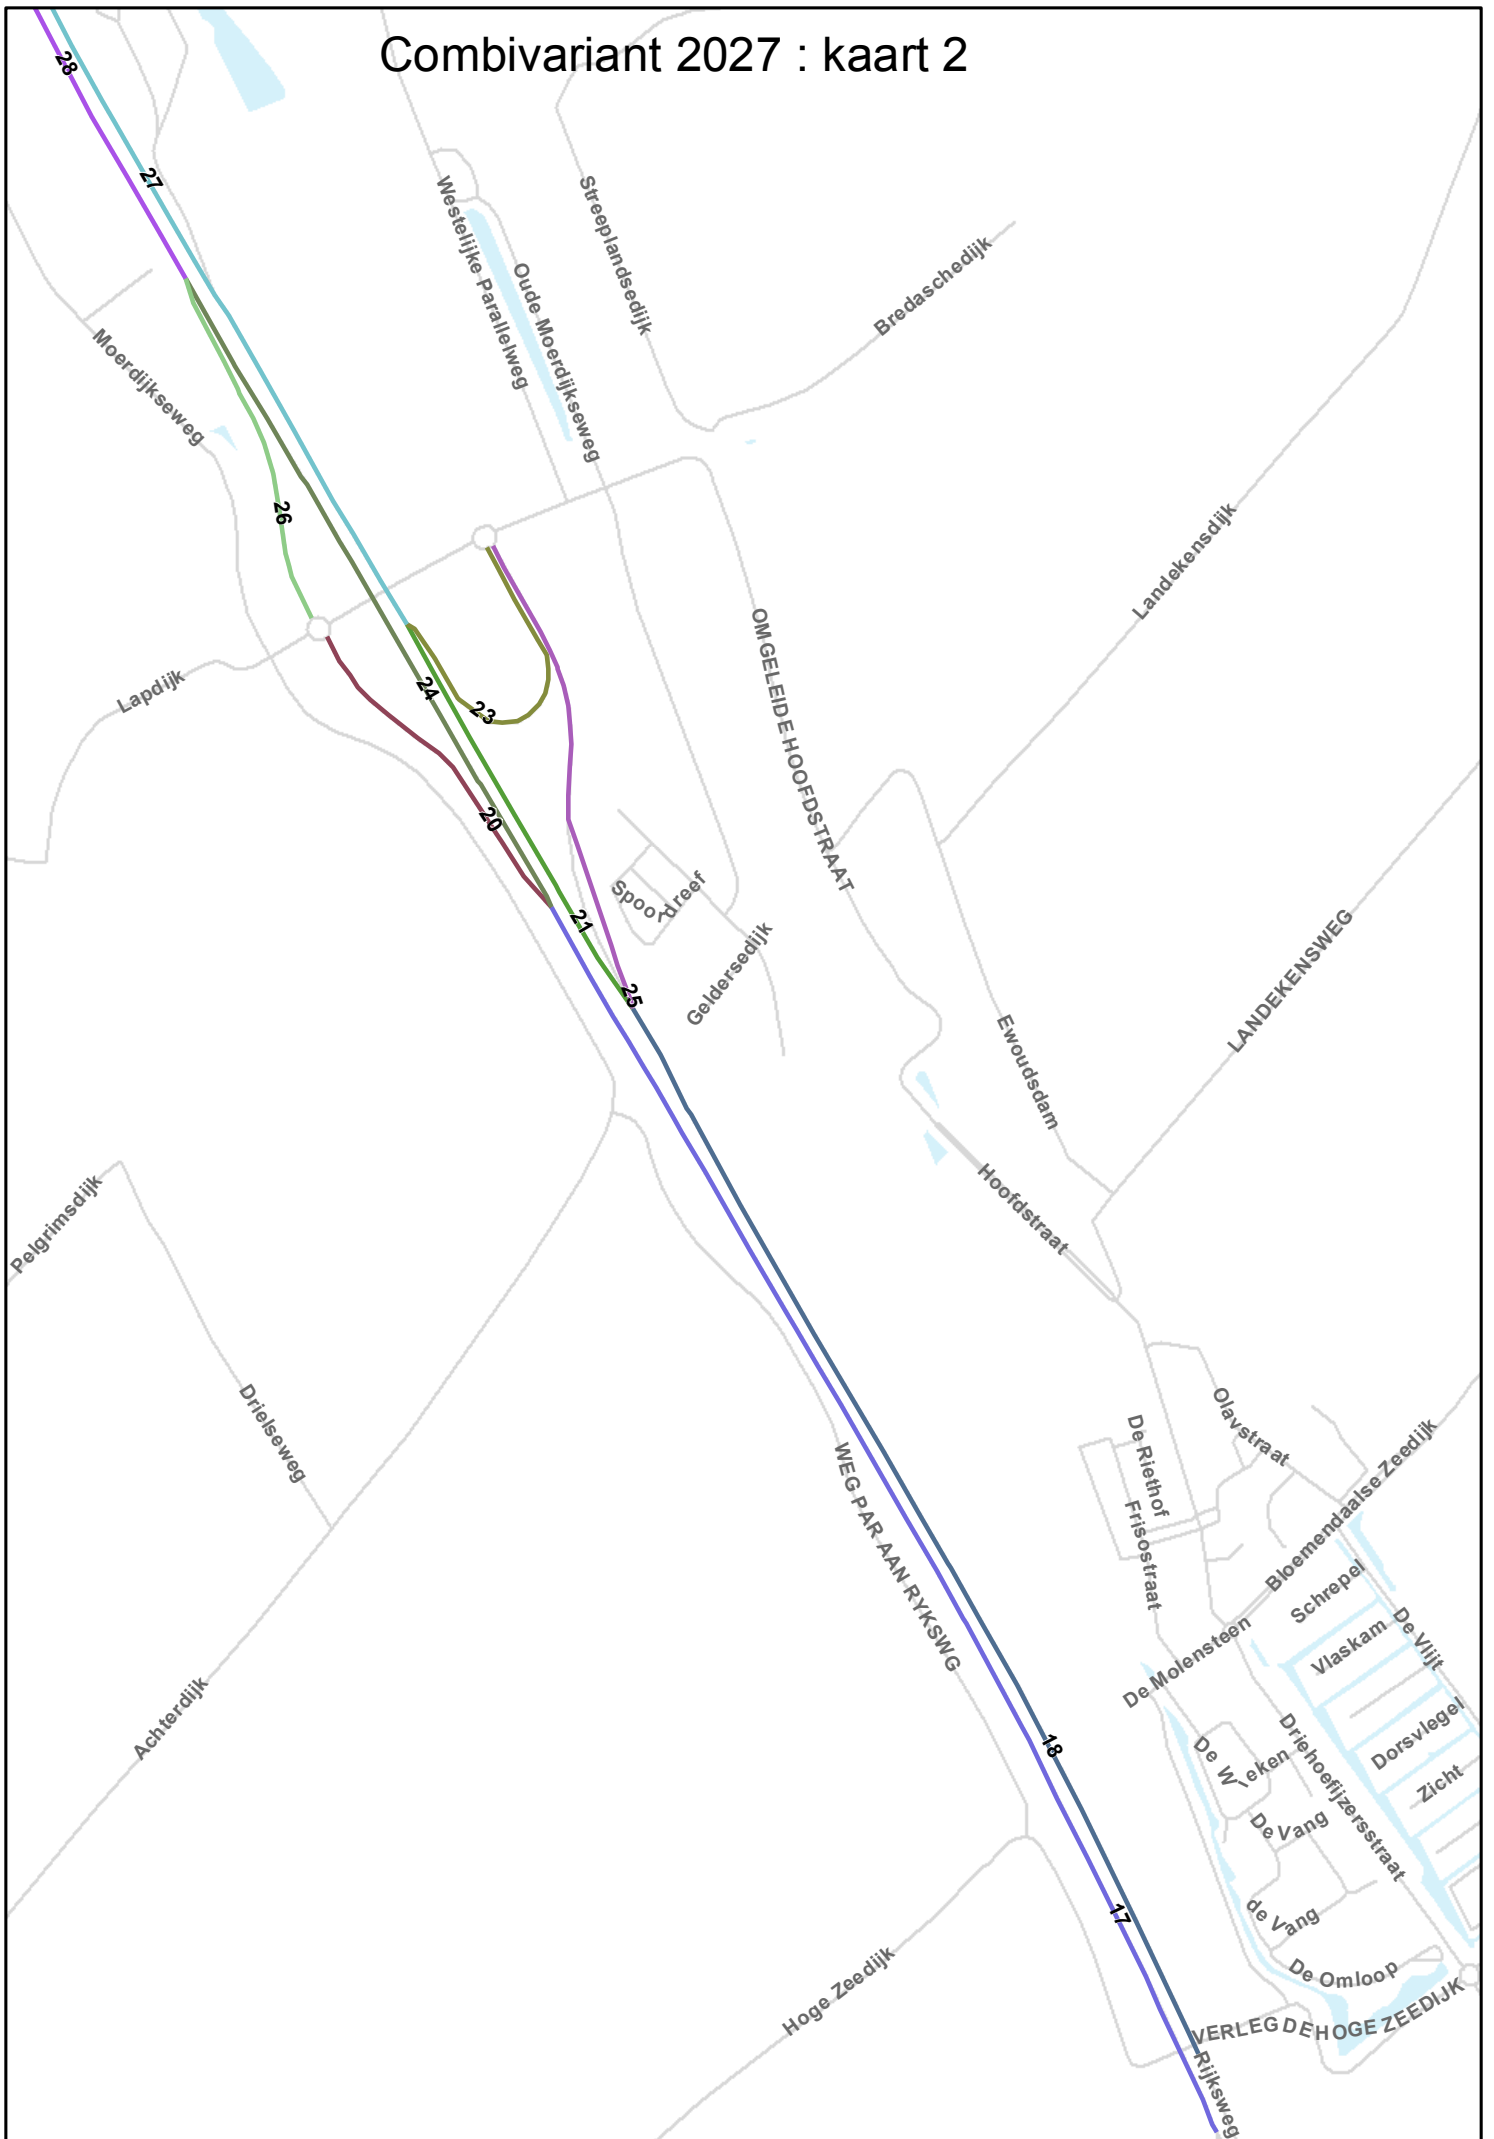 Combivariant 2027 : kaart 2
28
27
Westelijke Parallelweg
Streeplandsedijk
Oude Moerdijkseweg
Bredaschedijk
Moerdijkseweg
26
Landekensdijk
OMGELEIDE HOOFDSTRAAT
Lapdijk
24
23
20
Spoordreef
21
Geldersedijk
LANDEKENSWEG
25
Ewoudsdam
Hoofdstraat
Pelgrimsdijk
Drielseweg
Olavstraat
De Riethof
Bloemendaalse Zeedijk
WEG PAR AAN RYKSWG
Frisostraat
Schrepel
De Vlijt
Vlaskam
De Molensteen
Achterdijk
Dorsvlegel
Driehoefijzersstraat
18
De Wieken
Zicht
De Vang
17
de Vang
De Omloop
Hoge Zeedijk
VERLEGDE HOGE ZEEDIJK
Rijksweg